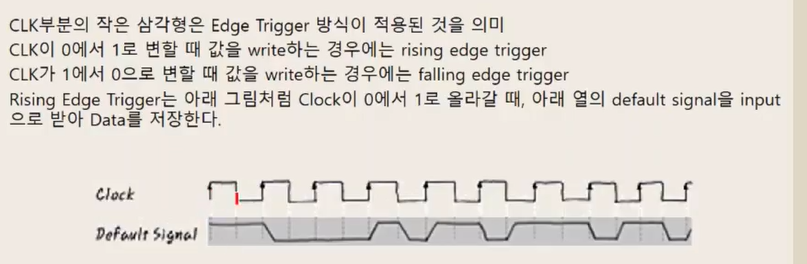 CLK부분의 작은 삼각형은 Edge Trigger 방식이 적용된 것을 의미
CLK이 0에서 1로 변할 때 값을 write하는 경우에는 rising edge trigger
CLK가 1에서 0으로 변할 때 값을 write하는 경우에는 falling edge trigger
Rising Edge Trigger는 아래 그림처럼 Clock이 0에서 1로 올라갈 때, 아래 열의 default signal을 input
으로 받아 Data를 저장한다.
Clock
Default Signal